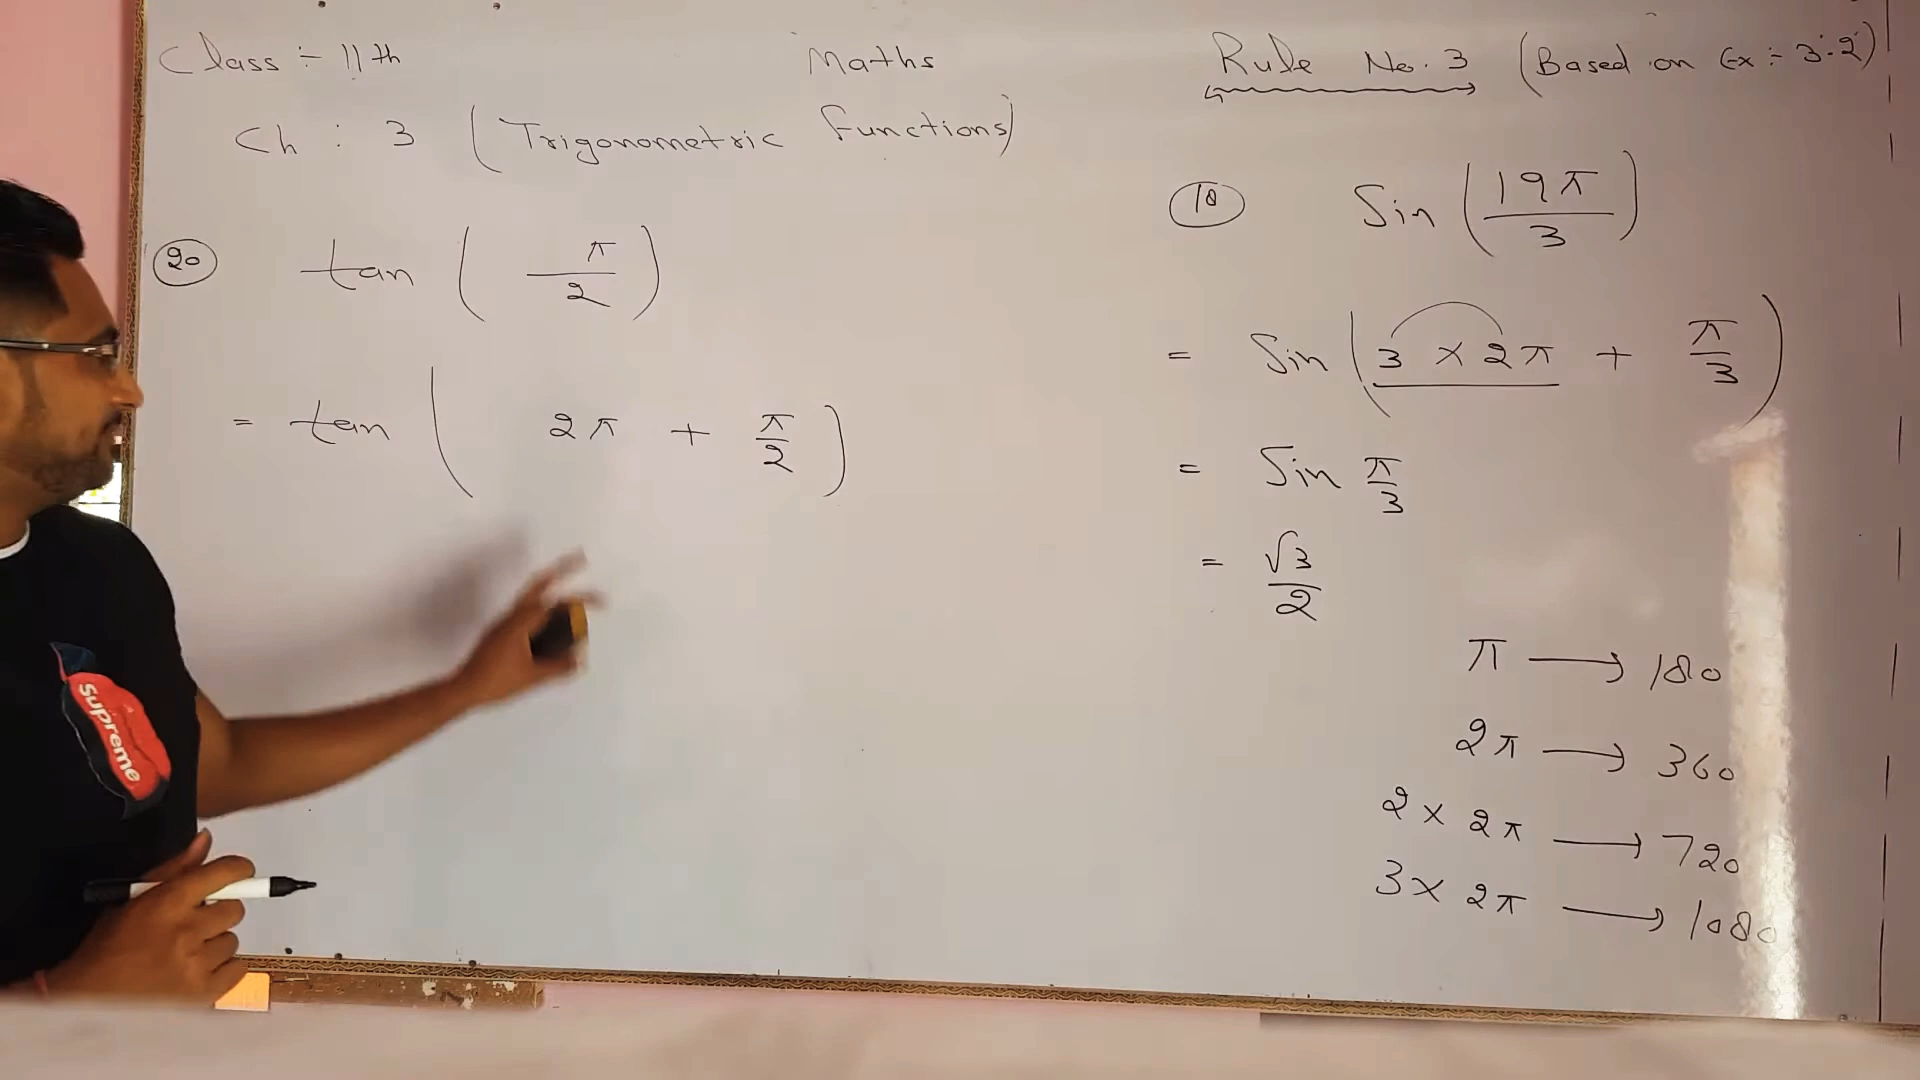 Class :- 11th
Maths
Ch : 3 (Trigonometric Functions)
Rule No. 3 (Based on Ex :- 3.2)
20 tan ( π/2 )
= tan ( 2π + π/2 )
18 Sin (19π/3)
= Sin (3 × 2π + π/3)
= Sin π/3
= √3/2
π → 180
2π → 360
2 × 2π → 720
3 × 2π → 1080
Supreme